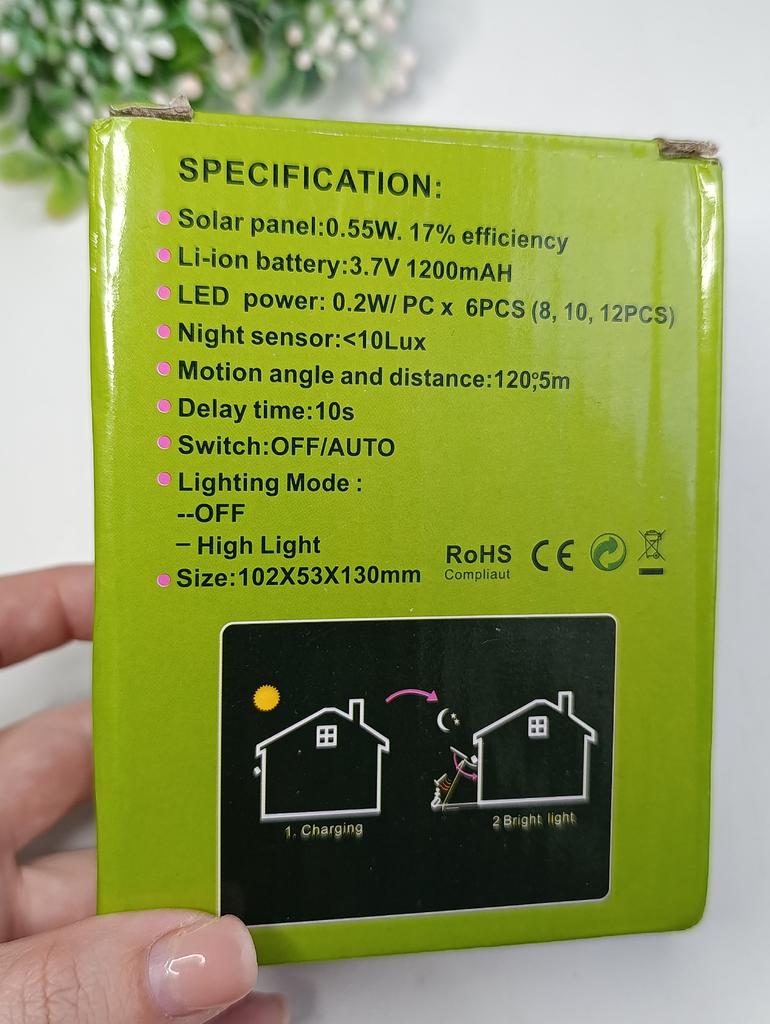 SPECIFICATION:
Solar panel:0.55W. 17% efficiency
Li-ion battery:3.7V 1200mAH
LED power: 0.2W/ PC x 6PCS (8, 10, 12PCS)
Night sensor:<10Lux
Motion angle and distance:120°;5m
Delay time:10s
Switch:OFF/AUTO
Lighting Mode :
--OFF
– High Light
RoHS CE
Compliaut
Size:102X53X130mm
1. Charging
2 Bright light